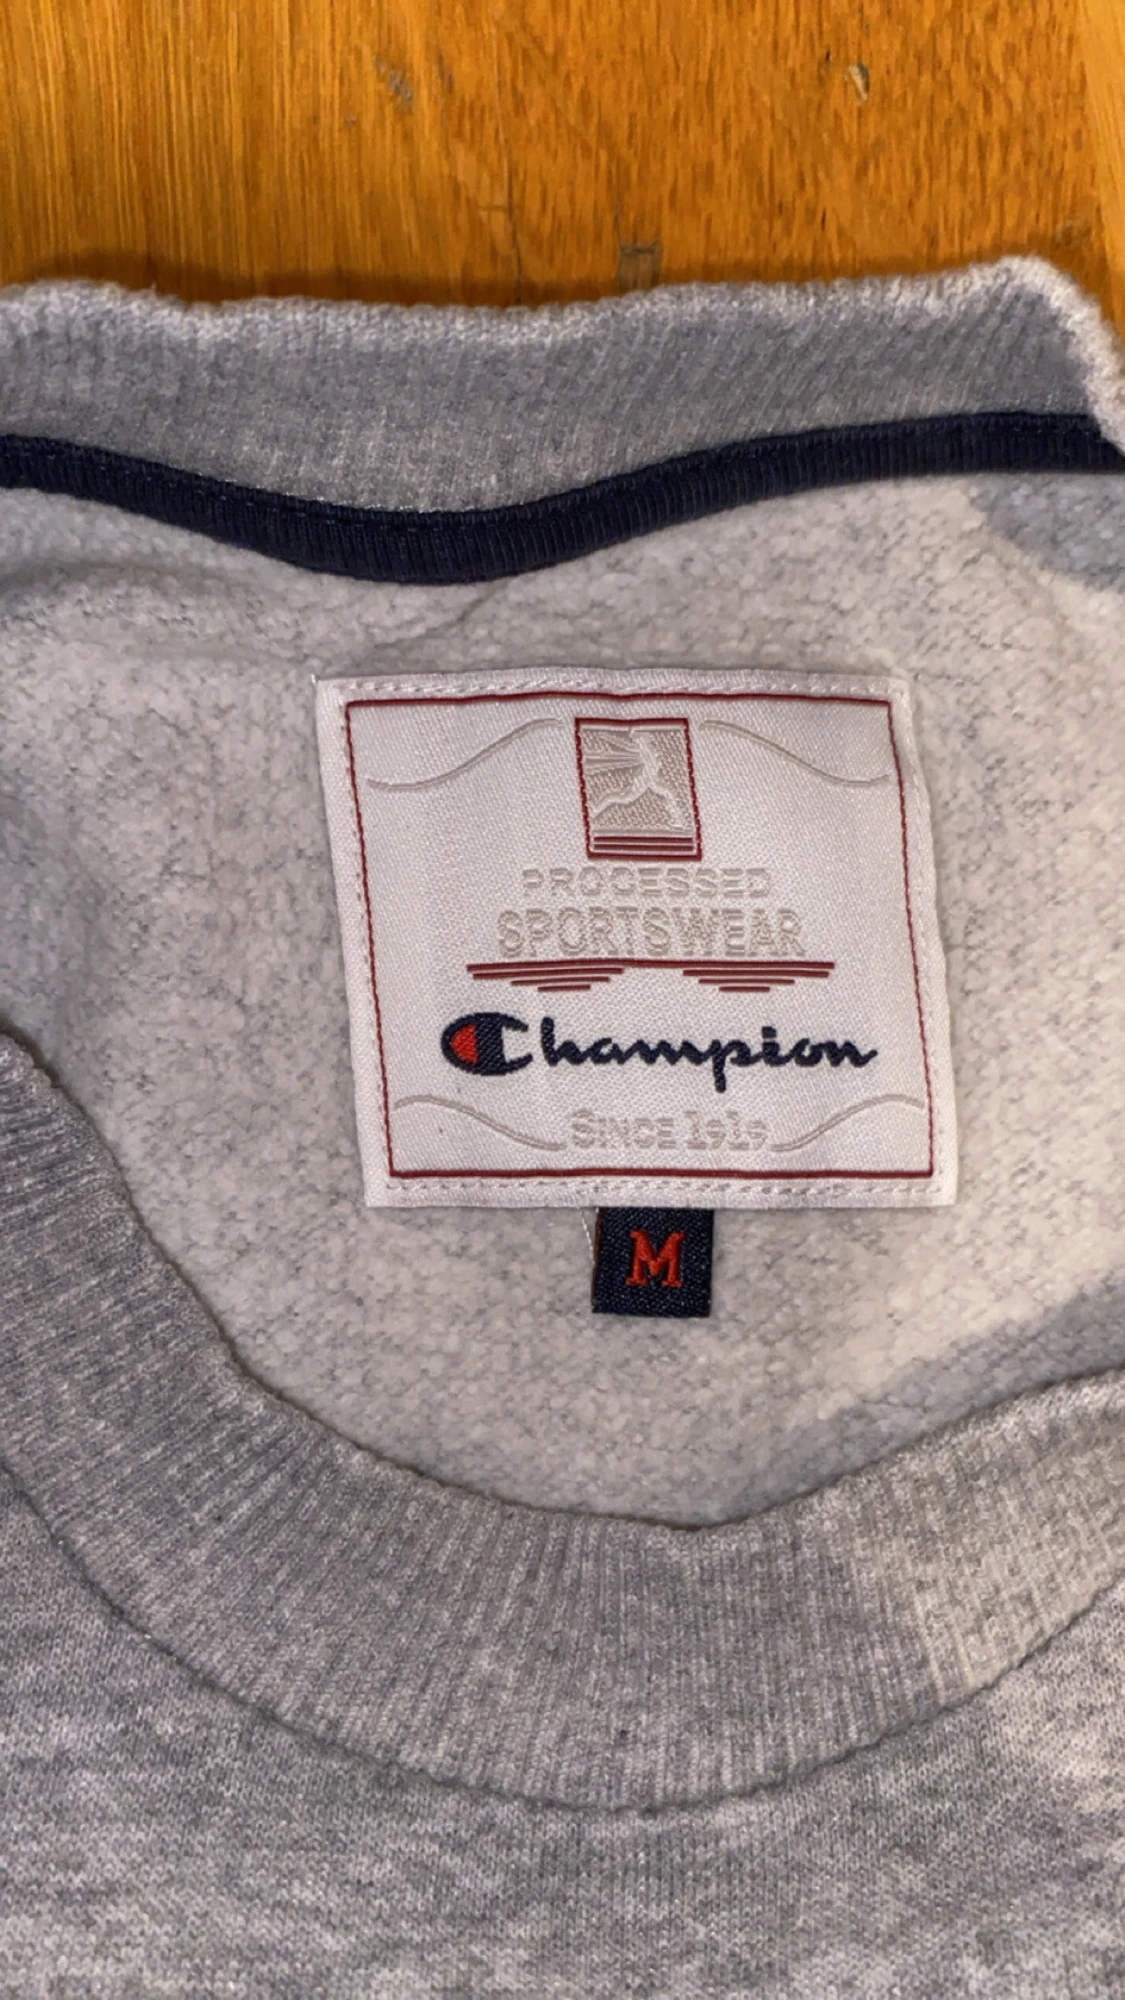 PROCESSED
SPORTSWEAR
Champion
SINCE 1919
M